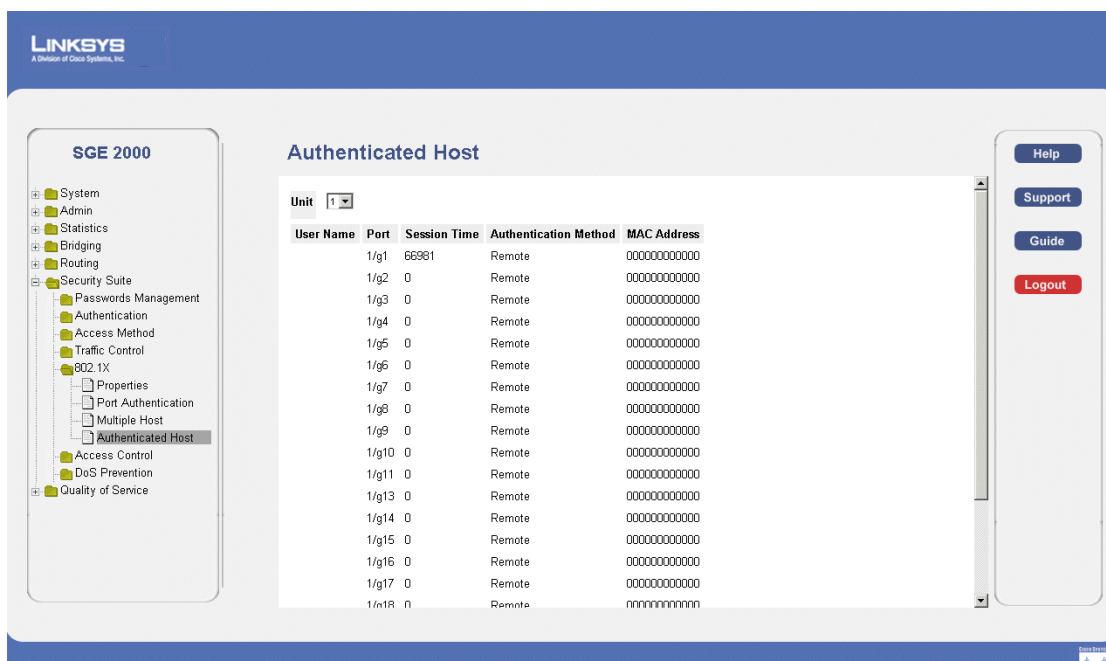 LINKSYS
A Division of Cisco Systems, Inc.
SGE 2000
System
Admin
Statistics
Bridging
Routing
Security Suite
Passwords Management
Authentication
Access Method
Traffic Control
802.1X
Properties
Port Authentication
Multiple Host
Authenticated Host
Access Control
DoS Prevention
Quality of Service
Authenticated Host
Unit 1
User Name Port Session Time Authentication Method MAC Address
1/g1 66981 Remote 000000000000
1/g2 0 Remote 000000000000
1/g3 0 Remote 000000000000
1/g4 0 Remote 000000000000
1/g5 0 Remote 000000000000
1/g6 0 Remote 000000000000
1/g7 0 Remote 000000000000
1/g8 0 Remote 000000000000
1/g9 0 Remote 000000000000
1/g10 0 Remote 000000000000
1/g11 0 Remote 000000000000
1/g13 0 Remote 000000000000
1/g14 0 Remote 000000000000
1/g15 0 Remote 000000000000
1/g16 0 Remote 000000000000
1/g17 0 Remote 000000000000
1/g18 0 Remote 000000000000
Help
Support
Guide
Logout